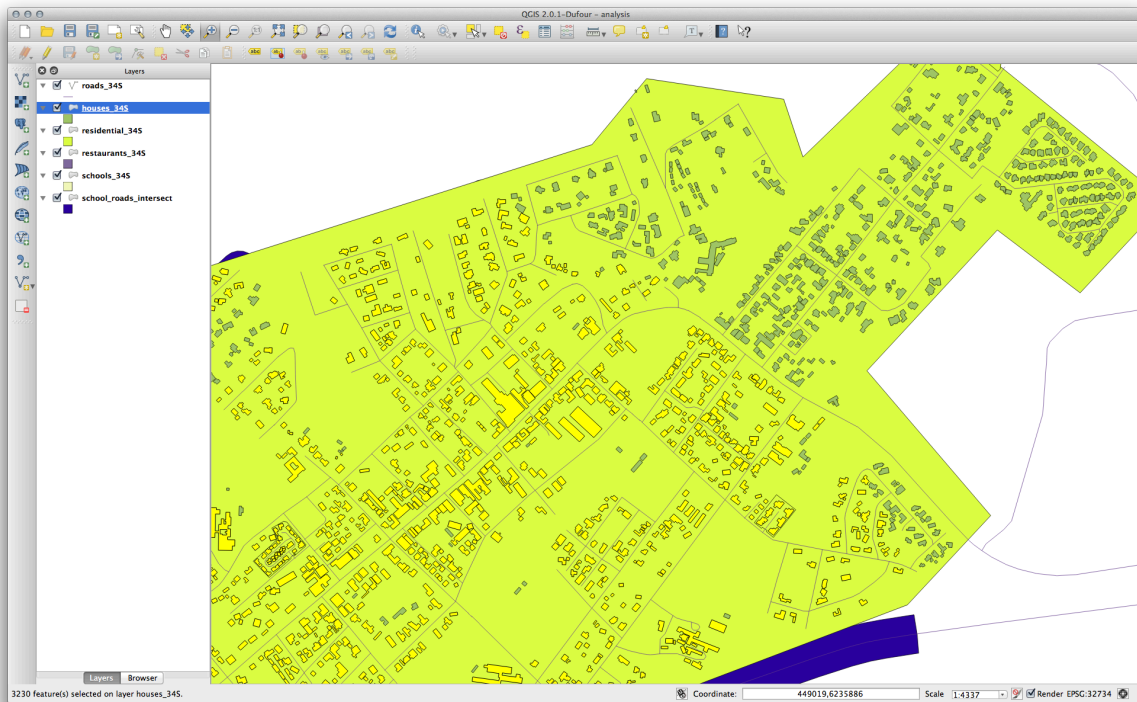 QGIS 2.0.1-Dufour - analysis
Layers
roads_34S
houses_34S
residential_34S
restaurants_34S
schools_34S
school_roads_intersect
Layers Browser
3230 feature(s) selected on layer houses_34S.
Coordinate: 449019,6235886 Scale 1:4337 Render EPSG:32734